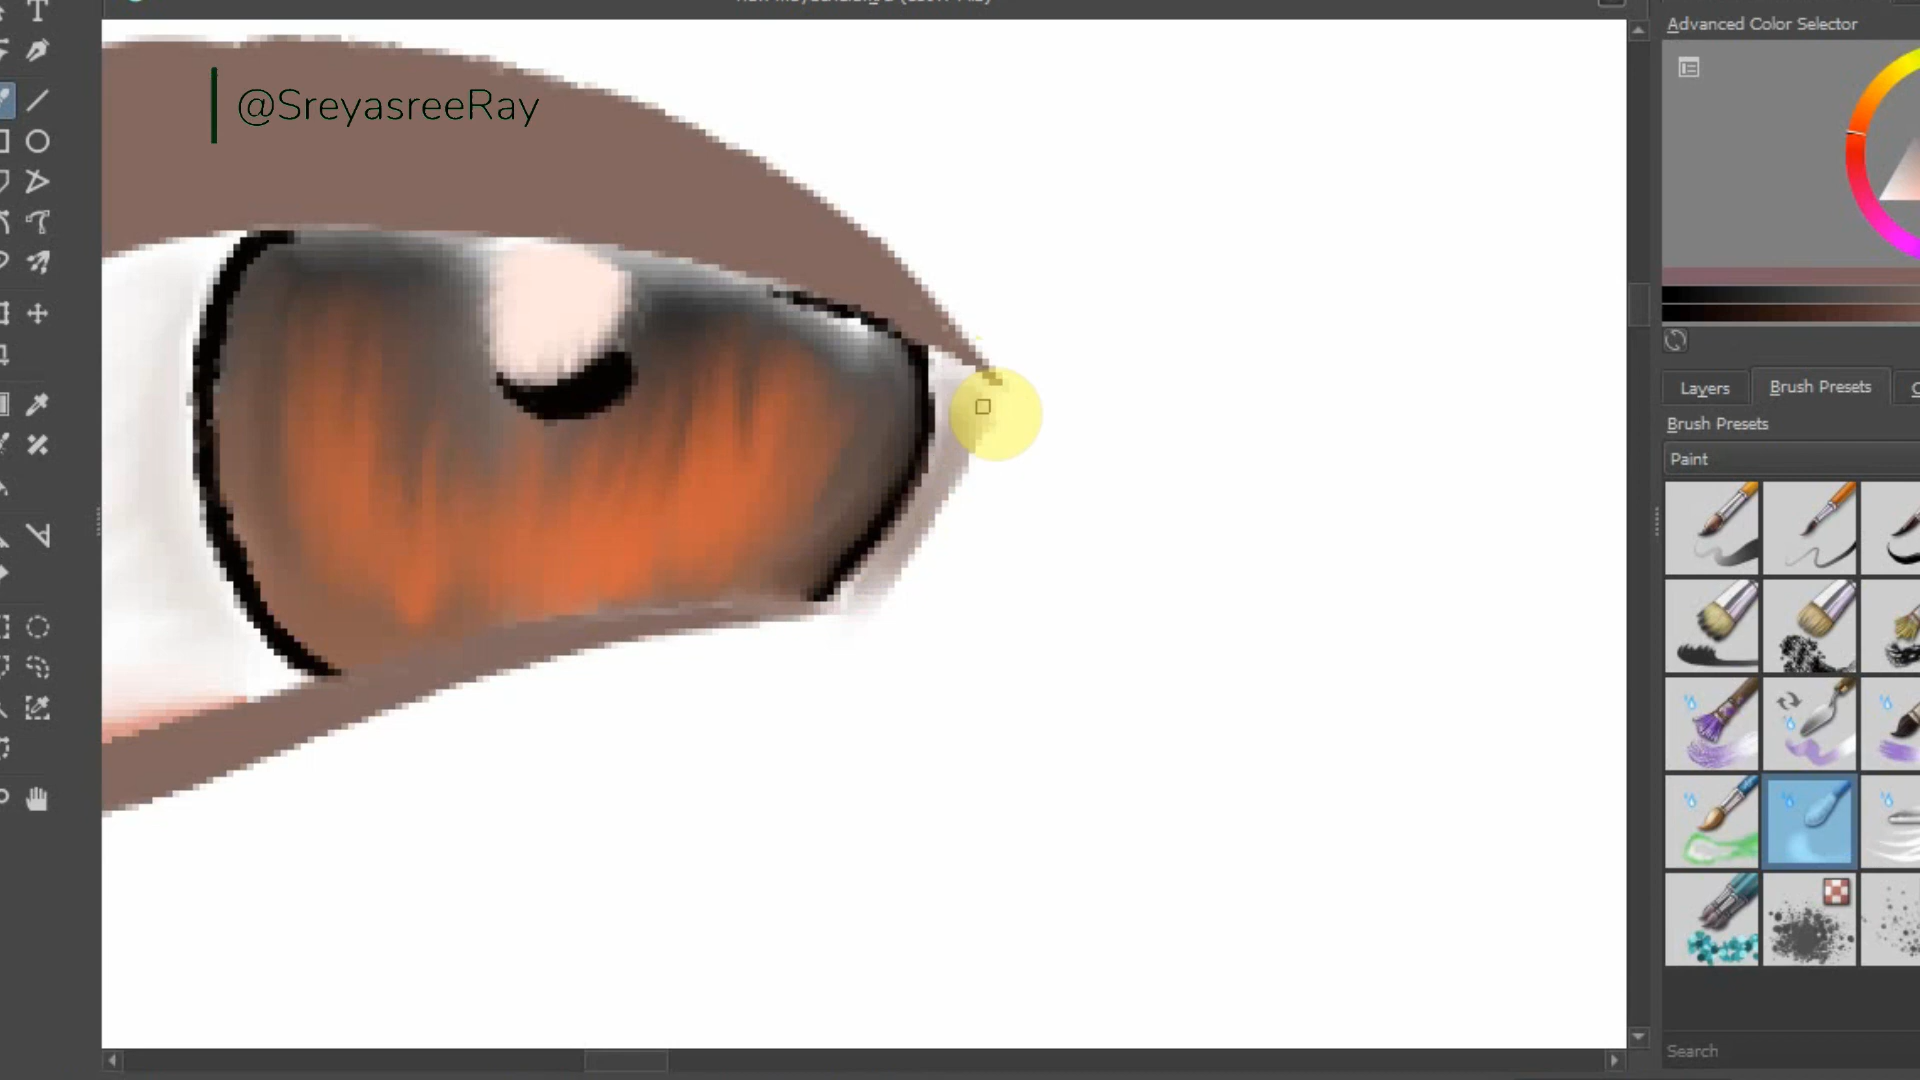 Advanced Color Selector
@SreyasreeRay
Layers
Brush Presets
Brush Presets
Paint
Search